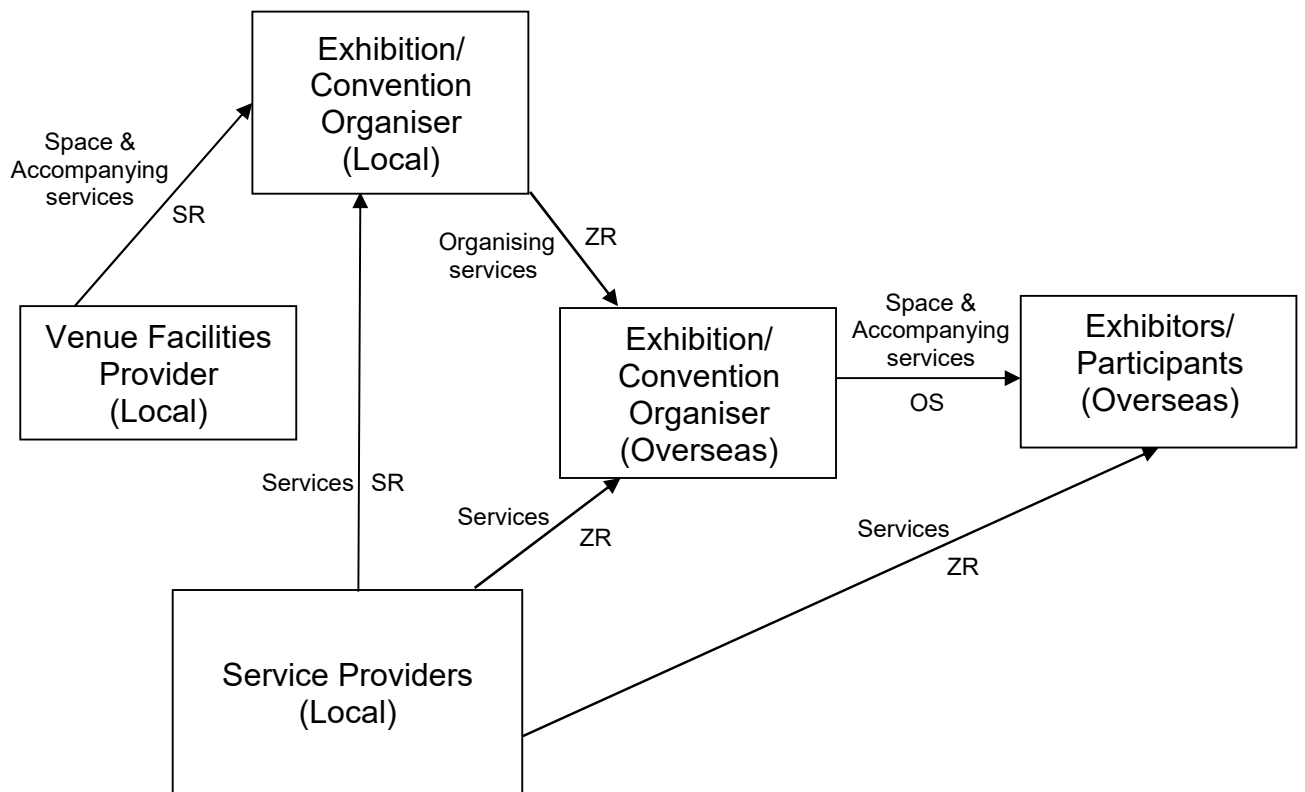 Exhibition/
Convention
Organiser
(Local)
Space &
Accompanying
services
SR
Organising
services
ZR
Venue Facilities
Provider
(Local)
Exhibition/
Convention
Organiser
(Overseas)
Space &
Accompanying
services
OS
Exhibitors/
Participants
(Overseas)
Services
SR
Services
ZR
Services
ZR
Service Providers
(Local)